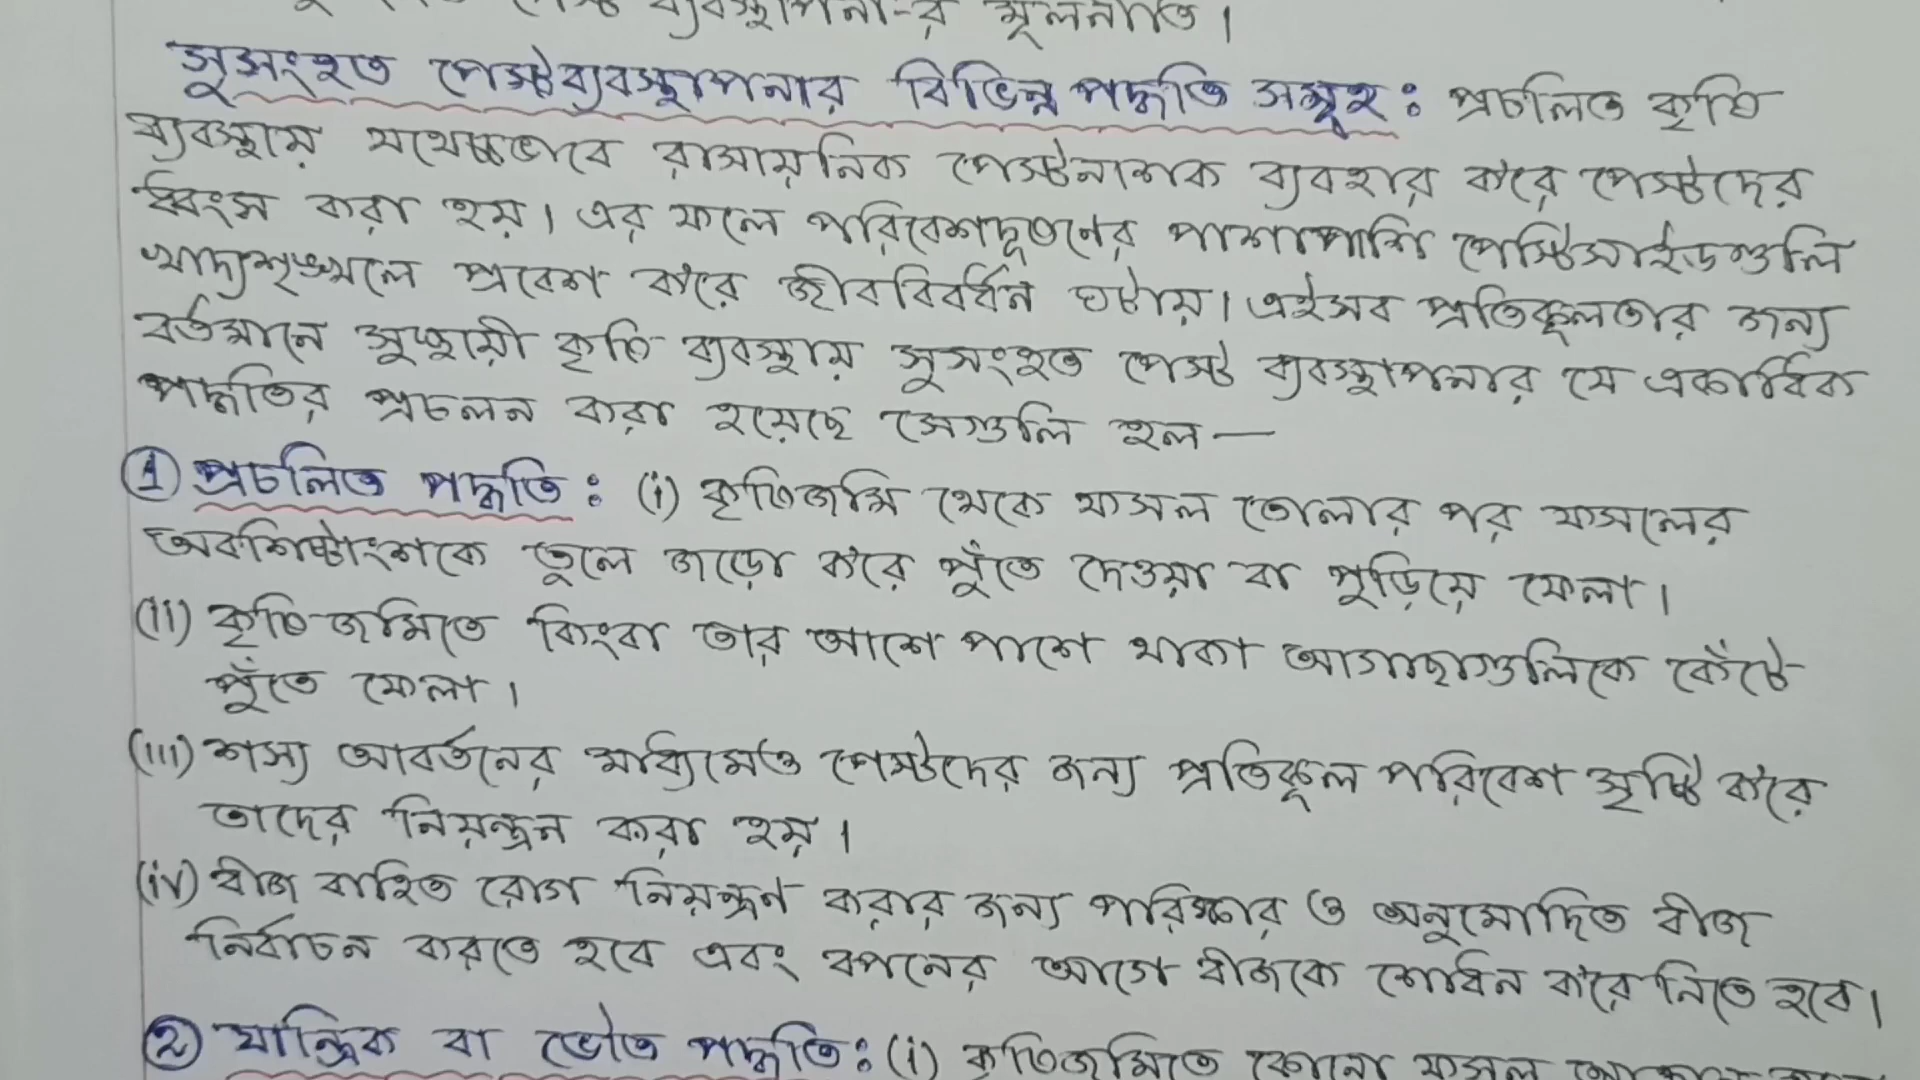 ব্যবস্থাপনা-র মূলনীতি।
সুসংহত পেস্টব্যবস্থাপনার বিভিন্ন পদ্ধতি সমূহ : প্রচলিত কৃষি
ব্যবস্থায় যথেচ্ছভাবে রাসায়নিক পেস্টনাশক ব্যবহার করে পেস্টদের
ধ্বংস করা হয়। এর ফলে পরিবেশদূষণের পাশাপাশি পেস্টিসাইডগুলি
খাদ্যশৃঙ্খলে প্রবেশ করে জীববিবর্ধন ঘটায়। এইসব প্রতিকূলতার জন্য
বর্তমানে সুস্থায়ী কৃষি ব্যবস্থায় সুসংহত পেস্ট ব্যবস্থাপনার যে একাধিক
পদ্ধতির প্রচলন করা হয়েছে সেগুলি হল —
① প্রচলিত পদ্ধতি : (i) কৃষিজমি থেকে ফসল তোলার পর ফসলের
অবশিষ্টাংশকে তুলে জড়ো করে পুঁতে দেওয়া বা পুড়িয়ে ফেলা।
(ii) কৃষি জমিতে কিংবা তার আশে পাশে থাকা আগাছাগুলিকে কেঁটে
পুঁতে ফেলা।
(iii) শস্য আবর্তনের মাধ্যিমেও পেস্টদের জন্য প্রতিকূল পরিবেশ সৃষ্টি করে
তাদের নিয়ন্ত্রন করা হয়।
(iv) বীজ বাহিত রোগ নিয়ন্ত্রণ করার জন্য পরিষ্কার ও অনুমোদিত বীজ
নির্বাচন করতে হবে এবং বপনের আগে বীজকে শোধন করে নিতে হবে।
② যান্ত্রিক বা ভৌত পদ্ধতি : (i) কৃষিজমিতে কোনো ফসল